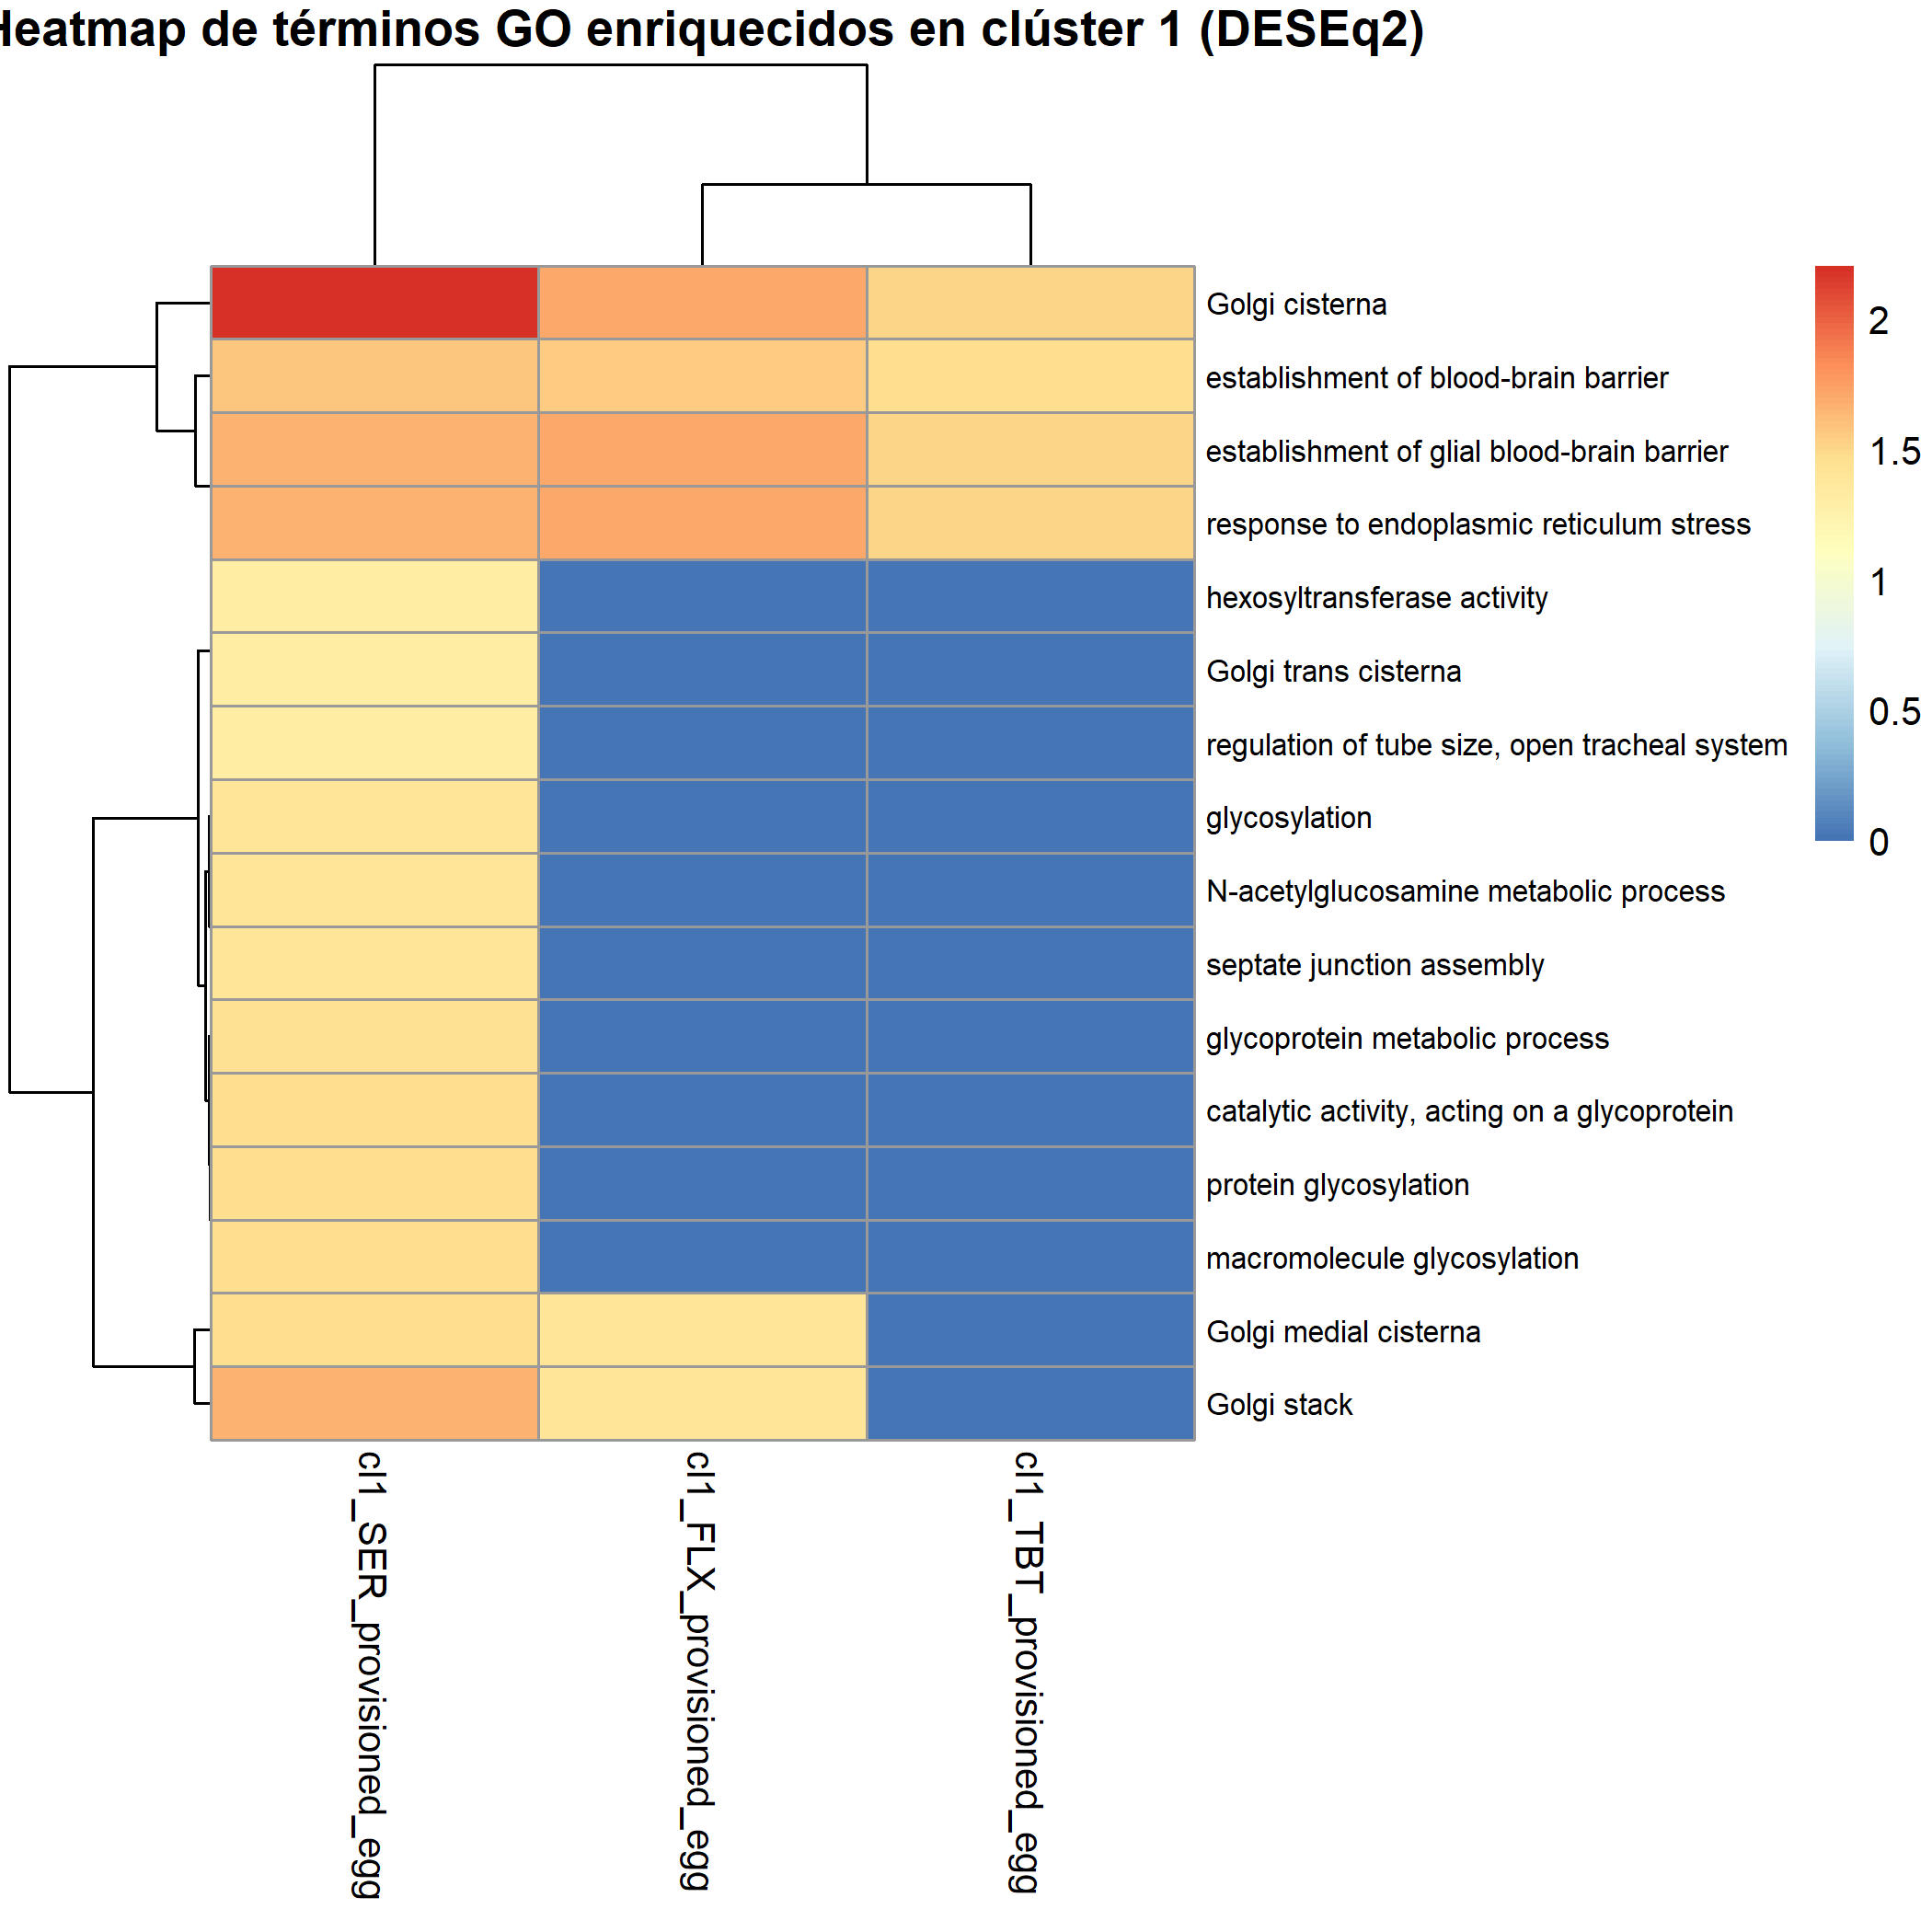 Heatmap de términos GO enriquecidos en clúster 1 (DESEq2)
Golgi cisterna
establishment of blood-brain barrier
establishment of glial blood-brain barrier
response to endoplasmic reticulum stress
hexosyltransferase activity
Golgi trans cisterna
regulation of tube size, open tracheal system
glycosylation
N-acetylglucosamine metabolic process
septate junction assembly
glycoprotein metabolic process
catalytic activity, acting on a glycoprotein
protein glycosylation
macromolecule glycosylation
Golgi medial cisterna
Golgi stack
2
1.5
1
0.5
0
cl1_SER_provisioned_egg
cl1_FLX_provisioned_egg
cl1_TBT_provisioned_egg